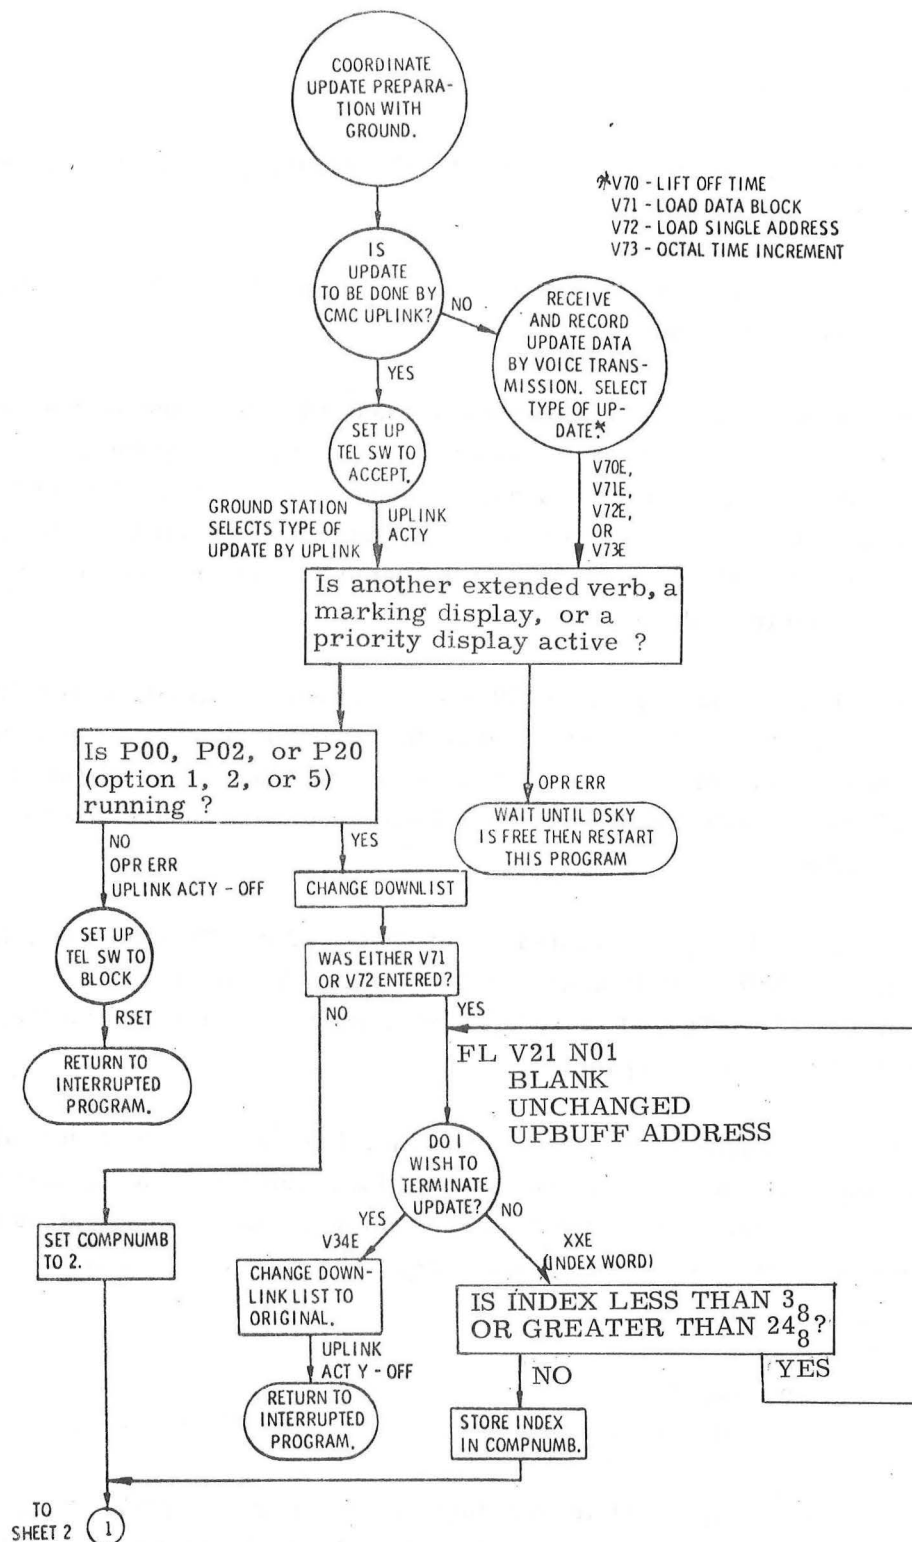 COORDINATE
UPDATE PREPARA-
TION WITH
GROUND.
*V70 - LIFT OFF TIME
V71 - LOAD DATA BLOCK
V72 - LOAD SINGLE ADDRESS
V73 - OCTAL TIME INCREMENT
IS
UPDATE
TO BE DONE BY
CMC UPLINK?
NO
RECEIVE
AND RECORD
UPDATE DATA
BY VOICE TRANS-
MISSION. SELECT
TYPE OF UP-
DATE.*
YES
SET UP
TEL SW TO
ACCEPT.
GROUND STATION
SELECTS TYPE OF
UPDATE BY UPLINK
UPLINK
ACTY
V70E,
V71E,
V72E,
OR
V73E
Is another extended verb, a
marking display, or a
priority display active ?
Is P00, P02, or P20
(option 1, 2, or 5)
running ?
OPR ERR
WAIT UNTIL DSKY
IS FREE THEN RESTART
THIS PROGRAM
NO
OPR ERR
UPLINK ACTY - OFF
YES
CHANGE DOWNLIST
SET UP
TEL SW TO
BLOCK
WAS EITHER V71
OR V72 ENTERED?
RSET
NO
YES
RETURN TO
INTERRUPTED
PROGRAM.
FL V21 N01
BLANK
UNCHANGED
UPBUFF ADDRESS
DO I
WISH TO
TERMINATE
UPDATE?
YES
V34E
NO
XXE
(INDEX WORD)
SET COMPNUMB
TO 2.
CHANGE DOWN-
LINK LIST TO
ORIGINAL.
IS INDEX LESS THAN 3₈
OR GREATER THAN 24₈?
UPLINK
ACT Y - OFF
NO
YES
RETURN TO
INTERRUPTED
PROGRAM.
STORE INDEX
IN COMPNUMB.
TO
SHEET 2
1